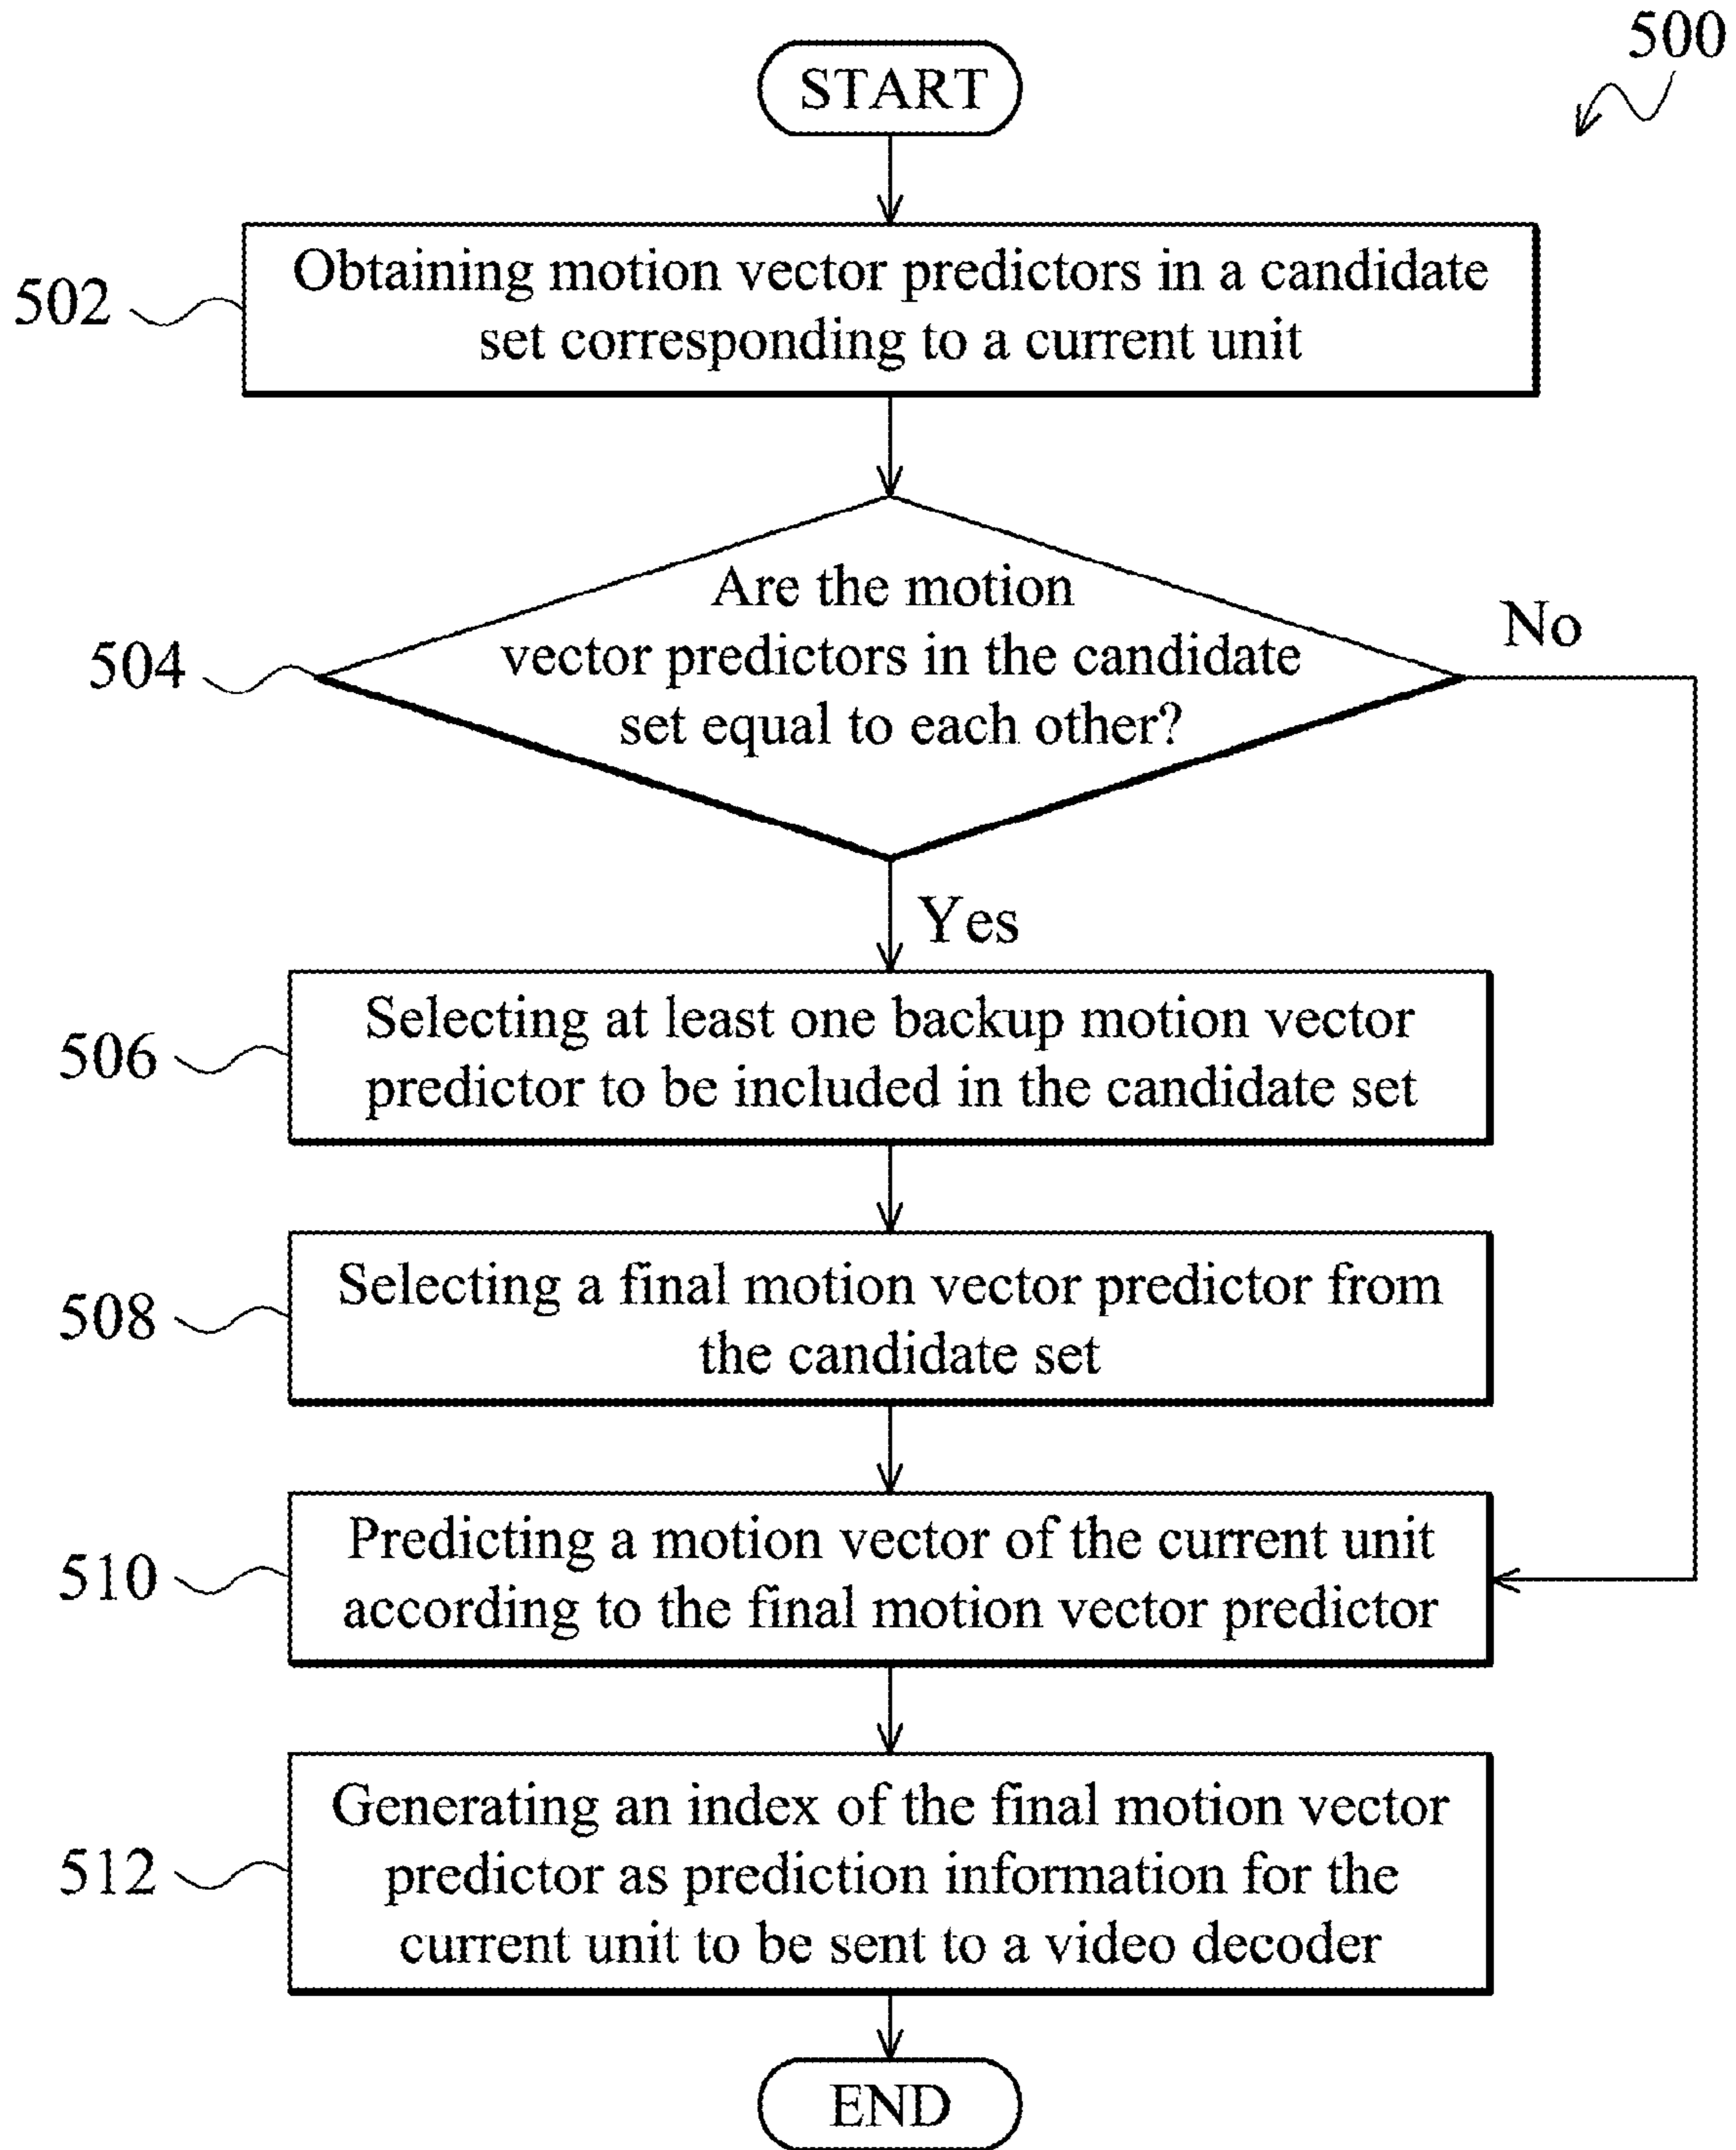 500
START
502
Obtaining motion vector predictors in a candidate
set corresponding to a current unit
504
Are the motion
vector predictors in the candidate
set equal to each other?
No
Yes
506
Selecting at least one backup motion vector
predictor to be included in the candidate set
508
Selecting a final motion vector predictor from
the candidate set
510
Predicting a motion vector of the current unit
according to the final motion vector predictor
512
Generating an index of the final motion vector
predictor as prediction information for the
current unit to be sent to a video decoder
END